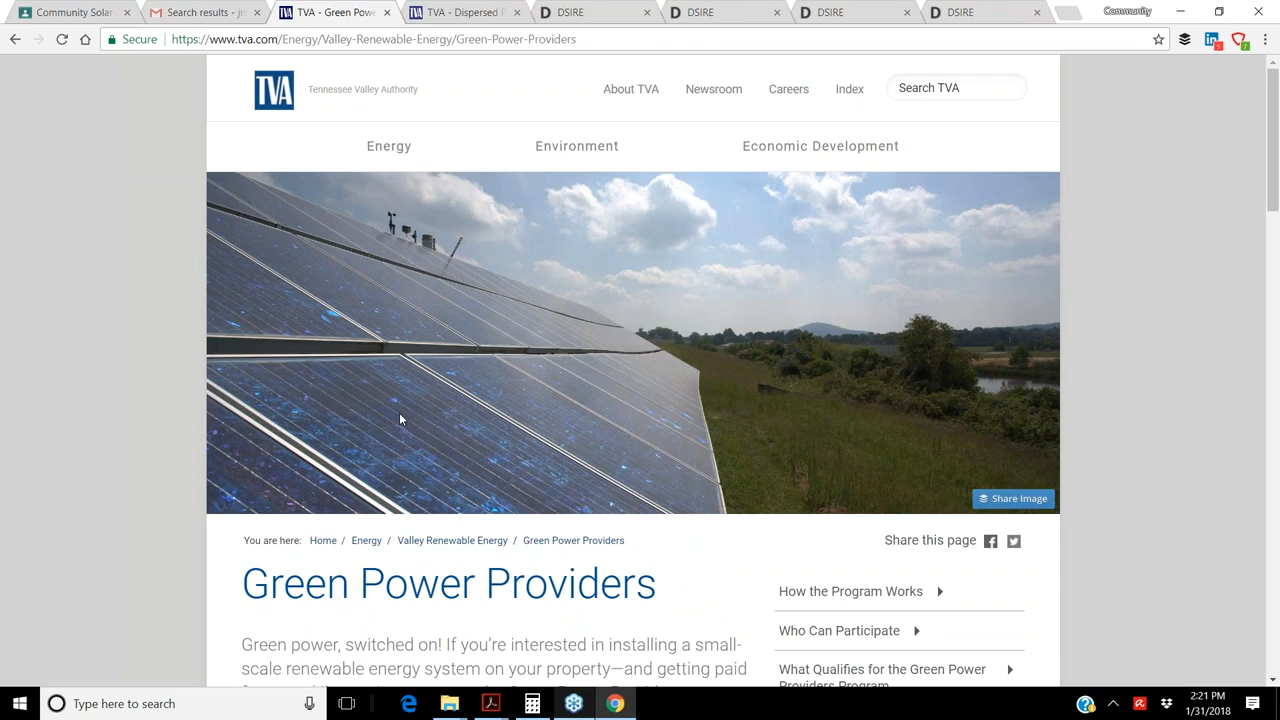 Community Solar
Search results - ji
TVA - Green Powe
TVA - Dispersed P
DSIRE
DSIRE
DSIRE
DSIRE
Community
Secure
https://www.tva.com/Energy/Valley-Renewable-Energy/Green-Power-Providers
TVA
Tennessee Valley Authority
About TVA
Newsroom
Careers
Index
Search TVA
Energy
Environment
Economic Development
Share Image
You are here: Home / Energy / Valley Renewable Energy / Green Power Providers
Share this page
Green Power Providers
How the Program Works
Green power, switched on! If you're interested in installing a small-
scale renewable energy system on your property—and getting paid
Who Can Participate
What Qualifies for the Green Power
Providers Program
Type here to search
2:21 PM
1/31/2018